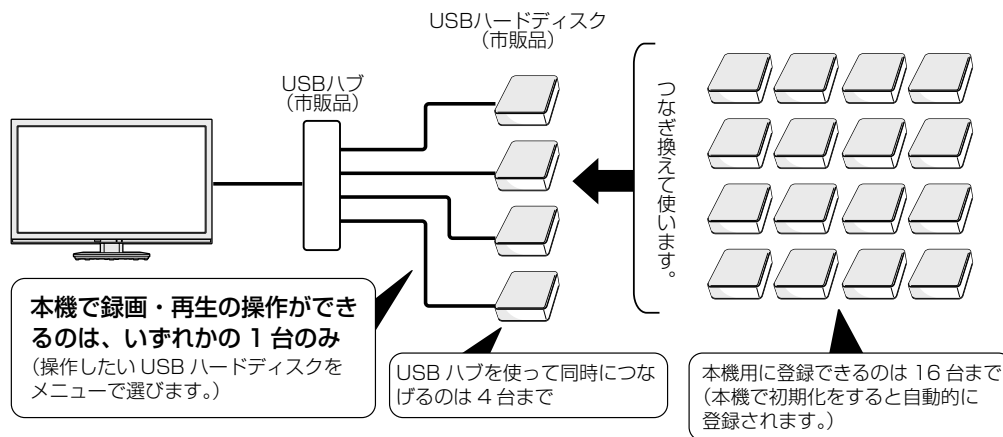 USBハードディスク
（市販品）
USBハブ
（市販品）
つなぎ換えて使います。
本機で録画・再生の操作ができ
るのは、いずれかの 1 台のみ
（操作したい USB ハードディスクを
メニューで選びます。）
USB ハブを使って同時につな
げるのは 4 台まで
本機用に登録できるのは 16 台まで
（本機で初期化をすると自動的に
登録されます。）